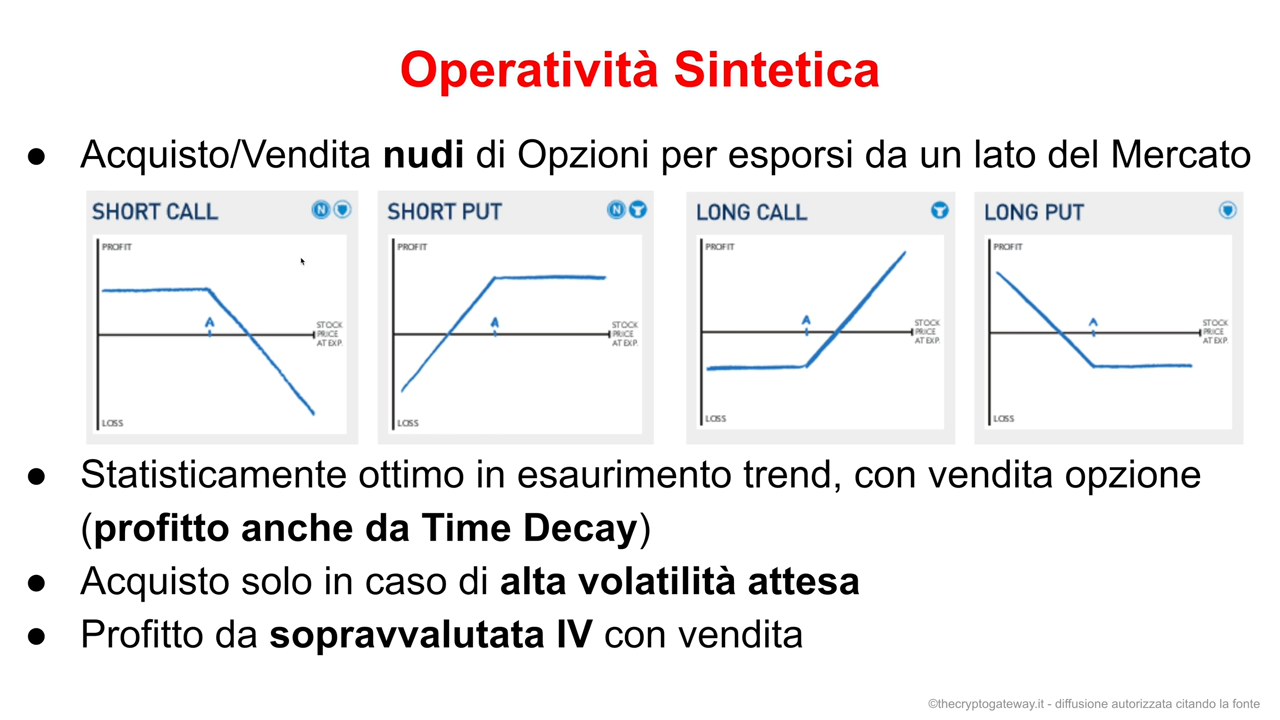 Operatività Sintetica
● Acquisto/Vendita nudi di Opzioni per esporsi da un lato del Mercato
SHORT CALL
N
PROFIT
A
STOCK
PRICE
AT EXP.
LOSS
SHORT PUT
N
PROFIT
A
STOCK
PRICE
AT EXP.
LOSS
LONG CALL
PROFIT
A
STOCK
PRICE
AT EXP.
LOSS
LONG PUT
PROFIT
A
STOCK
PRICE
AT EXP.
LOSS
● Statisticamente ottimo in esaurimento trend, con vendita opzione
(profitto anche da Time Decay)
● Acquisto solo in caso di alta volatilità attesa
● Profitto da sopravvalutata IV con vendita
©thecryptogateway.it - diffusione autorizzata citando la fonte